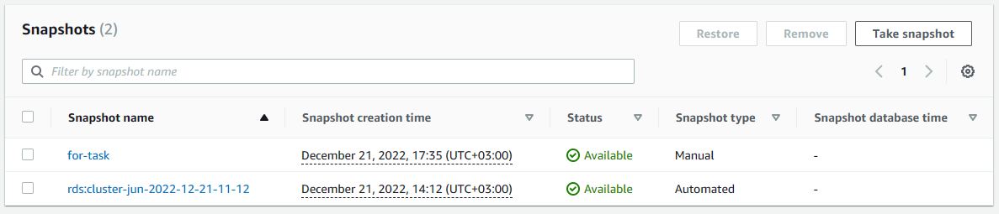 Snapshots (2)
Restore Remove Take snapshot
Filter by snapshot name
1
Snapshot name Snapshot creation time Status Snapshot type Snapshot database time
for-task December 21, 2022, 17:35 (UTC+03:00) Available Manual -
rds:cluster-jun-2022-12-21-11-12 December 21, 2022, 14:12 (UTC+03:00) Available Automated -